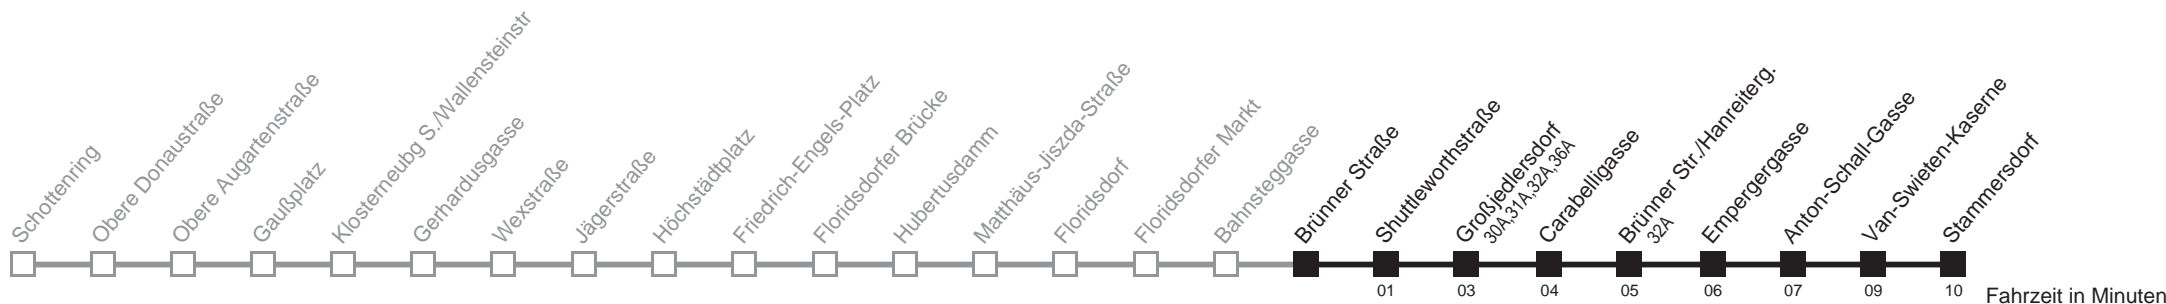 Schottenring
Obere Donaustraße
Obere Augartenstraße
Gaußplatz
Klosterneubg S./Wallensteinstr
Gerhardusgasse
Wexstraße
Jägerstraße
Höchstädtplatz
Friedrich-Engels-Platz
Floridsdorfer Brücke
Hubertusdamm
Matthäus-Jiszda-Straße
Floridsdorf
Floridsdorfer Markt
Bahnsteggasse
Brünner Straße
Shuttleworthstraße
Großjedlersdorf
30A,31A,32A,36A
Carabelligasse
Brünner Str./Hanreiterg.
32A
Empergergasse
Anton-Schall-Gasse
Van-Swieten-Kaserne
Stammersdorf
01 03 04 05 06 07 09 10 Fahrzeit in Minuten